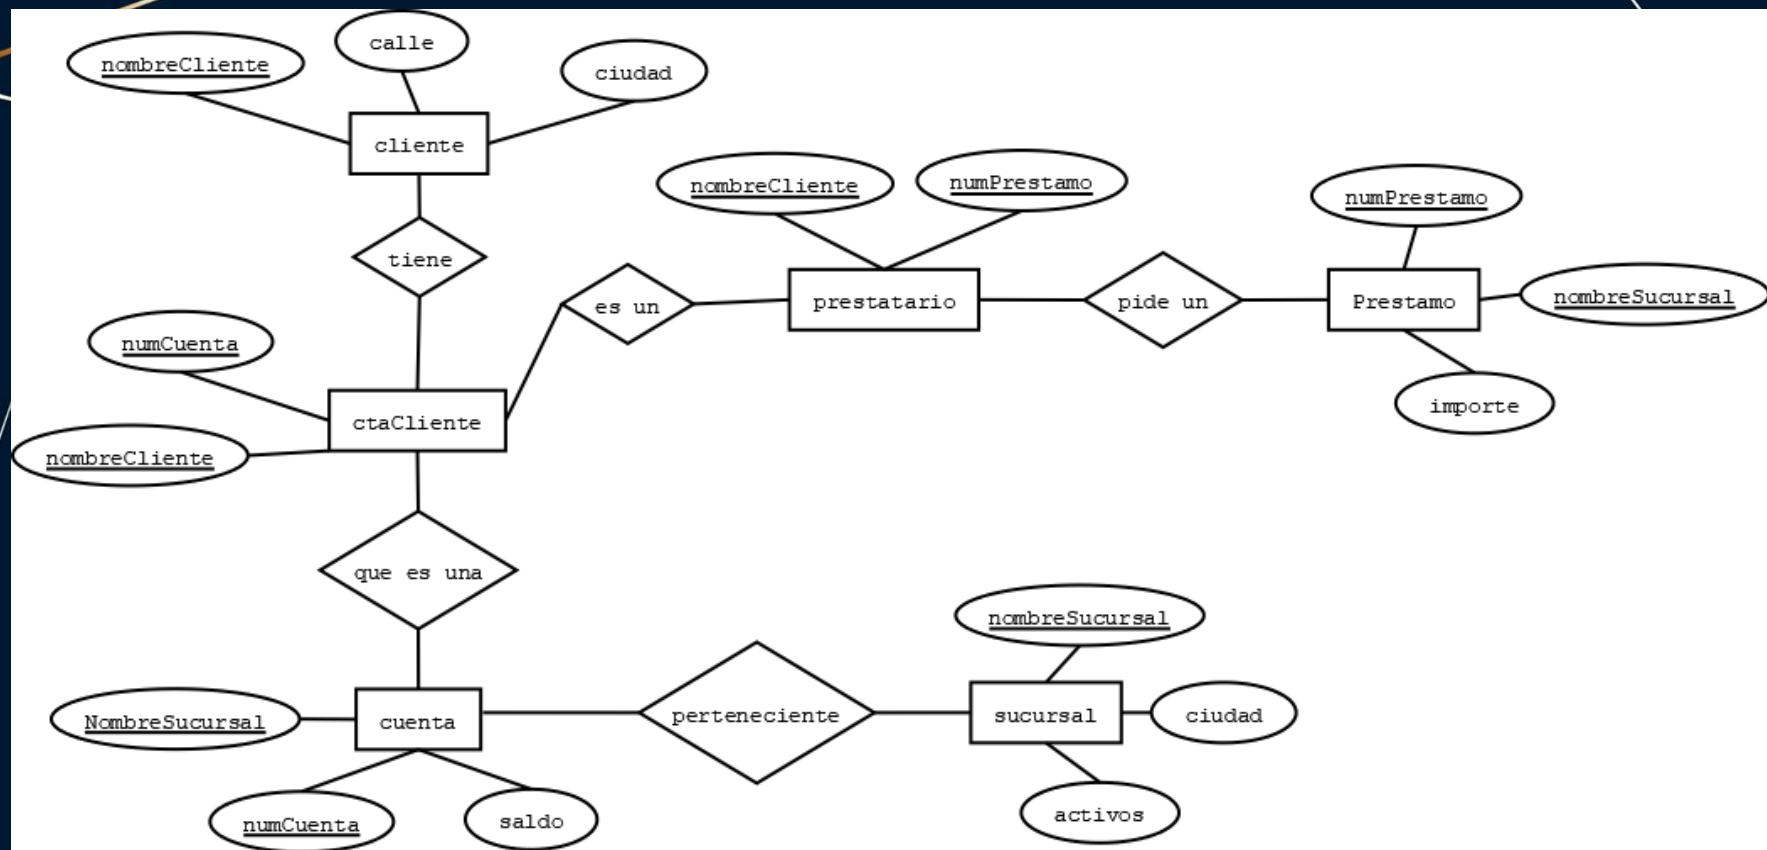 calle
nombreCliente
ciudad
cliente
nombreCliente
numPrestamo
numPrestamo
tiene
es un
prestatario
pide un
Prestamo
nombreSucursal
numCuenta
importe
ctaCliente
nombreCliente
que es una
nombreSucursal
NombreSucursal
cuenta
perteneciente
sucursal
ciudad
numCuenta
saldo
activos